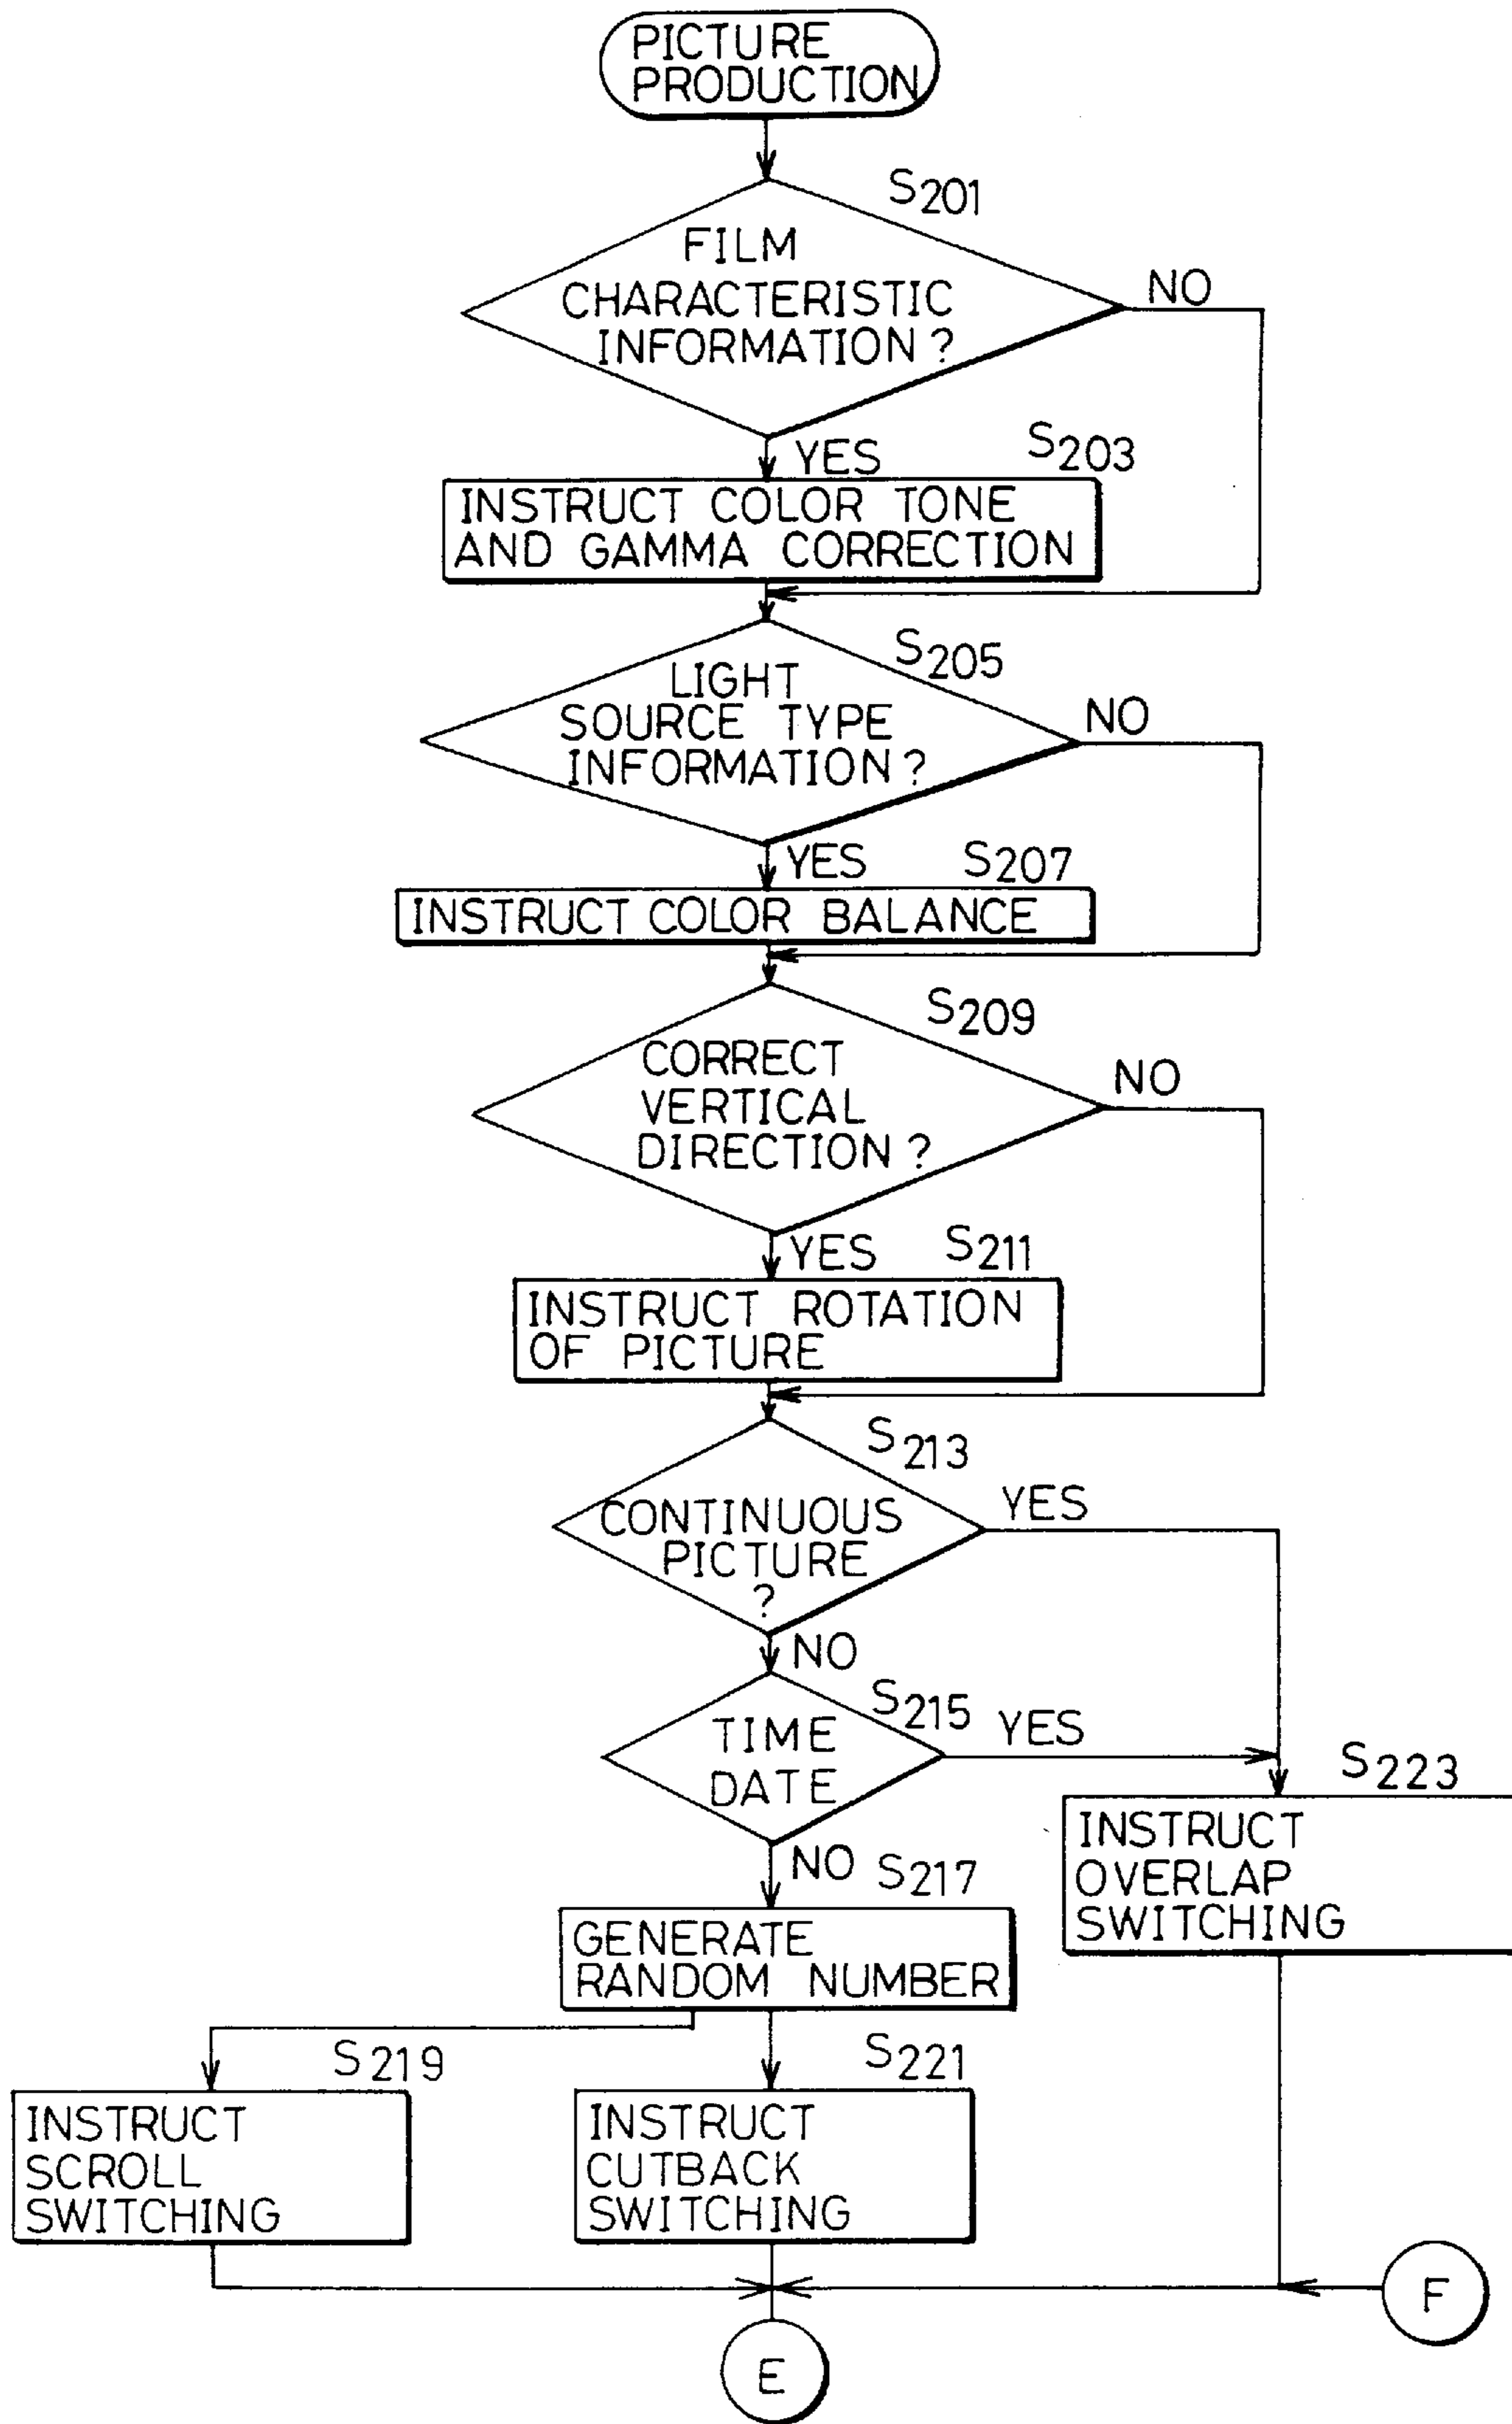 PICTURE
PRODUCTION
S201
FILM
CHARACTERISTIC
INFORMATION ?
NO
YES
S203
INSTRUCT COLOR TONE
AND GAMMA CORRECTION
S205
LIGHT
SOURCE TYPE
INFORMATION ?
NO
YES
S207
INSTRUCT COLOR BALANCE
S209
CORRECT
VERTICAL
DIRECTION ?
NO
YES
S211
INSTRUCT ROTATION
OF PICTURE
S213
CONTINUOUS
PICTURE
?
YES
NO
S215
TIME
DATE
YES
S223
INSTRUCT
OVERLAP
SWITCHING
NO
S217
GENERATE
RANDOM NUMBER
S219
INSTRUCT
SCROLL
SWITCHING
S221
INSTRUCT
CUTBACK
SWITCHING
F
E